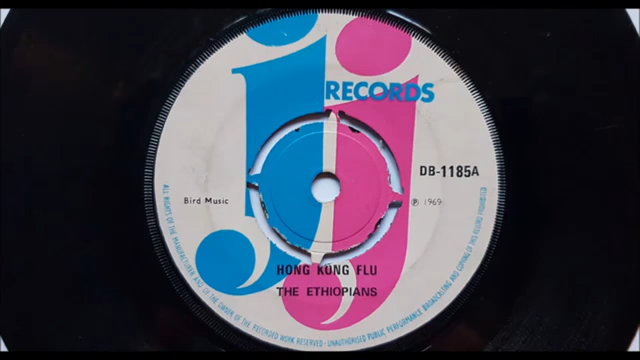 jj
RECORDS
DB-1185A
Bird Music
℗ 1969
HONG KONG FLU
THE ETHIOPIANS
ALL RIGHTS OF THE MANUFACTURER AND OF THE OWNER OF THE RECORDED WORK RESERVED - UNAUTHORISED PUBLIC PERFORMANCE BROADCASTING AND COPYING OF THIS RECORD PROHIBITED